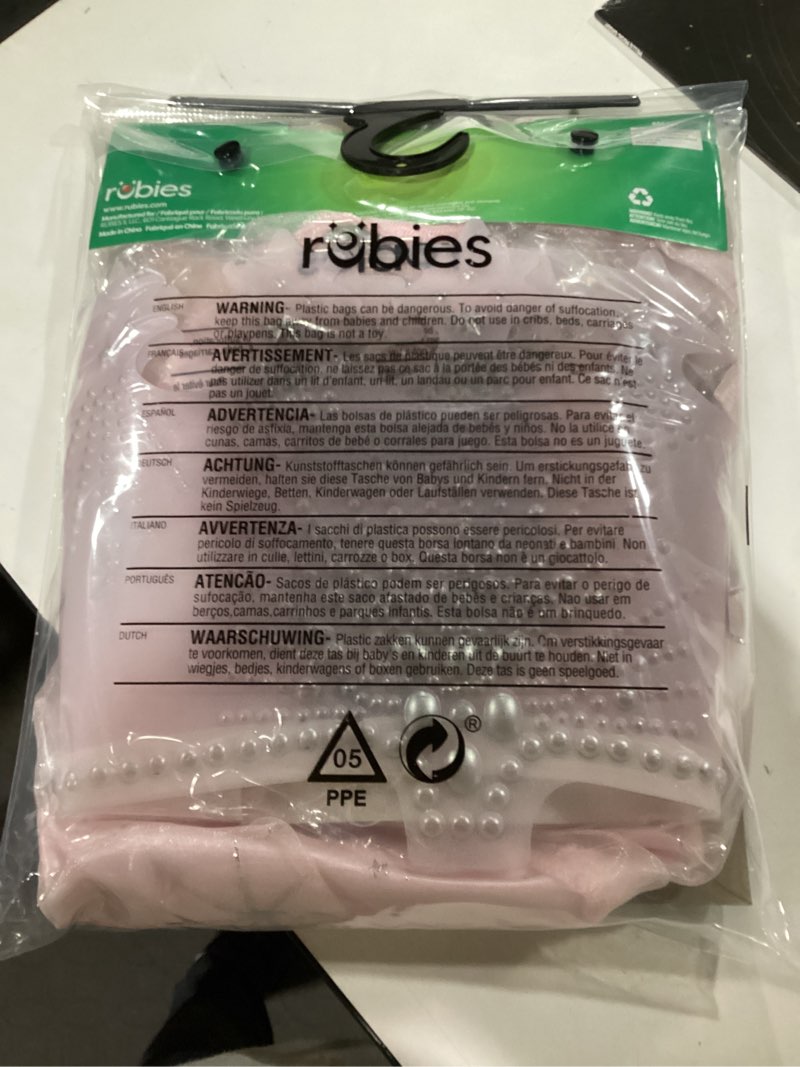 rubies
www.rubies.com
Manufactured for / Fabriqué pour / Fabricado para:
Made in China Fabriqué en Chine
rubies
ENGLISH
WARNING- Plastic bags can be dangerous. To avoid danger of suffocation,
keep this bag away from babies and children. Do not use in cribs, beds, carriages
or playpens. This bag is not a toy.
FRANÇAIS
AVERTISSEMENT- Les sacs de plastique peuvent être dangereux. Pour éviter le
danger de suffocation, ne laissez pas ce sac à la portée des bébés ni des enfants. Ne
pas utiliser dans un lit d'enfant, un lit, un landau ou un parc pour enfant. Ce sac n'est
pas un jouet.
ESPAÑOL
ADVERTENCIA- Las bolsas de plástico pueden ser peligrosas. Para evitar el
riesgo de asfixia, mantenga esta bolsa alejada de bebés y niños. No la utilice en
cunas, camas, carritos de bebé o corrales para juego. Esta bolsa no es un juguete.
DEUTSCH
ACHTUNG- Kunststofftaschen können gefährlich sein. Um erstickungsgefahr zu
vermeiden, halten sie diese Tasche von Babys und Kindern fern. Nicht in der
Kinderwiege, Betten, Kinderwagen oder Laufställen verwenden. Diese Tasche ist
kein Spielzeug.
ITALIANO
AVVERTENZA- I sacchi di plastica possono essere pericolosi. Per evitare
pericolo di soffocamento, tenere questa borsa lontano da neonati e bambini. Non
utilizzare in culle, lettini, carrozze o box. Questa borsa non è un giocattolo.
PORTUGUÊS
ATENCÃO- Sacos de plástico podem ser perigosos. Para evitar o perigo de
sufocação, mantenha este saco afastado de bebês e crianças. Nao usar em
berços,camas,carrinhos e parques infantis. Esta bolsa não é um brinquedo.
DUTCH
WAARSCHUWING- Plastic zakken kunnen gevaarlijk zijn. Om verstikkingsgevaar
te voorkomen, dient deze tas bij baby's en kinderen uit de buurt te houden. Niet in
wiegjes, bedjes, kinderwagens of boxen gebruiken. Deze tas is geen speelgoed.
05
PPE
®